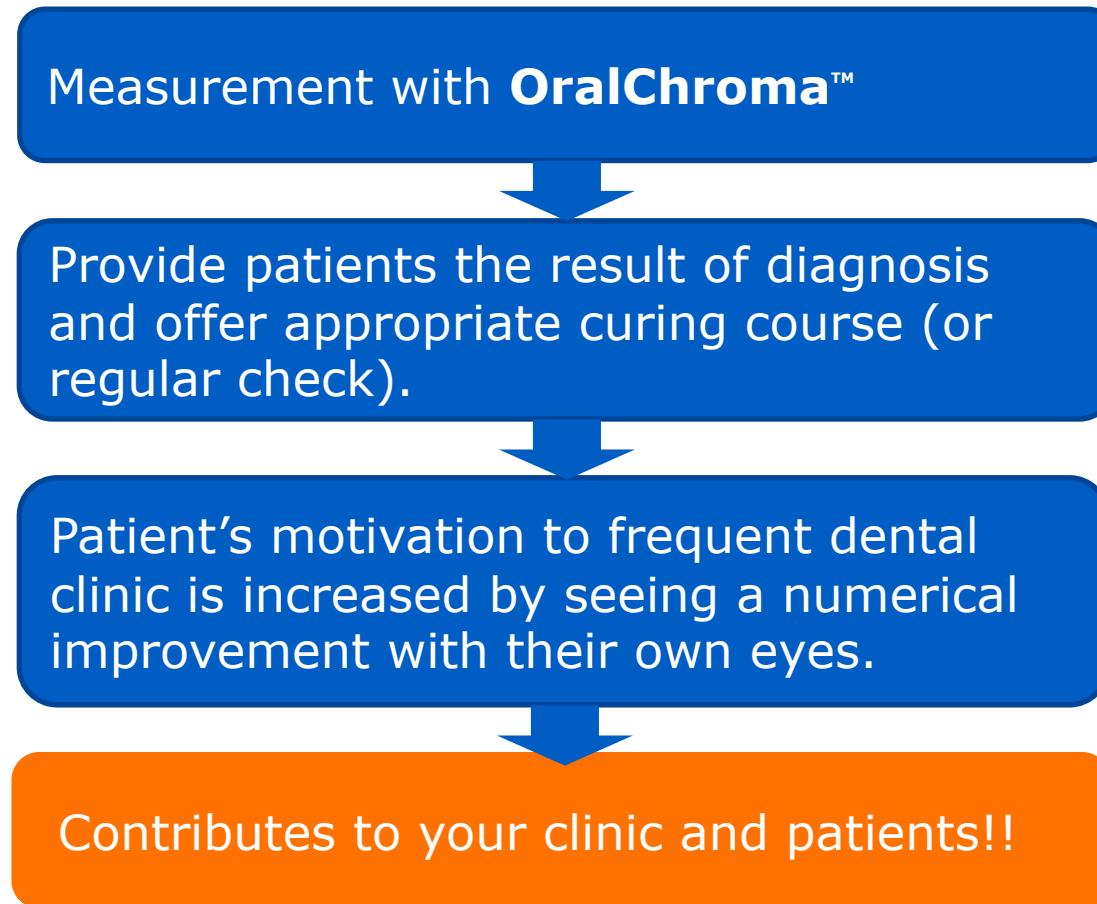 Measurement with OralChroma™
Provide patients the result of diagnosis
and offer appropriate curing course (or
regular check).
Patient’s motivation to frequent dental
clinic is increased by seeing a numerical
improvement with their own eyes.
Contributes to your clinic and patients!!